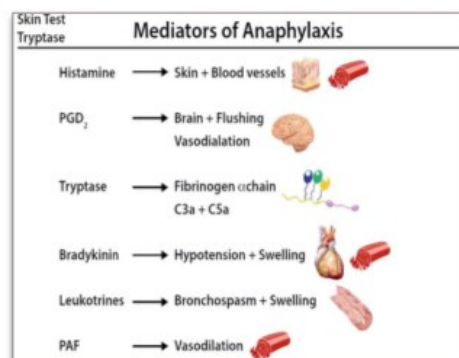 Skin Test
Tryptase
Mediators of Anaphylaxis
Histamine → Skin + Blood vessels
PGD₂ → Brain + Flushing
Vasodialation
Tryptase → Fibrinogen αchain
C3a + C5a
Bradykinin → Hypotension + Swelling
Leukotrines → Bronchospasm + Swelling
PAF → Vasodilation